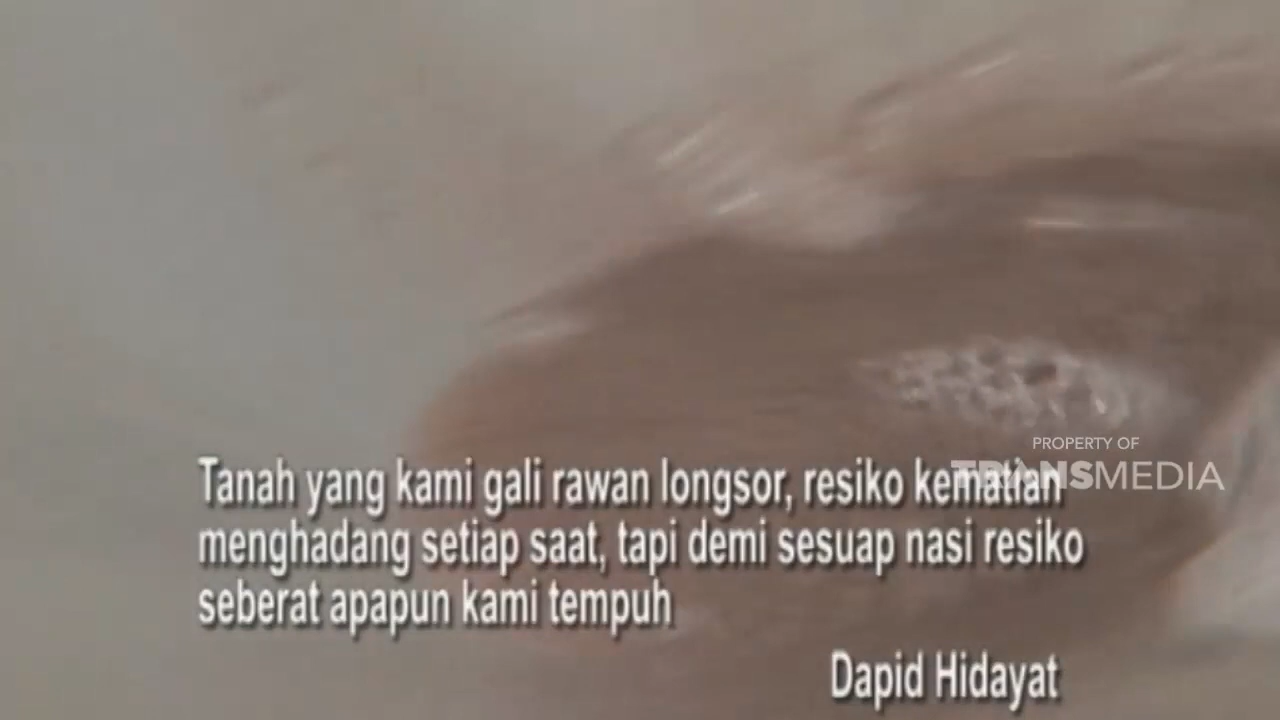 PROPERTY OF
TRANSMEDIA
Tanah yang kami gali rawan longsor, resiko kematian
menghadang setiap saat, tapi demi sesuap nasi resiko
seberat apapun kami tempuh
Dapid Hidayat